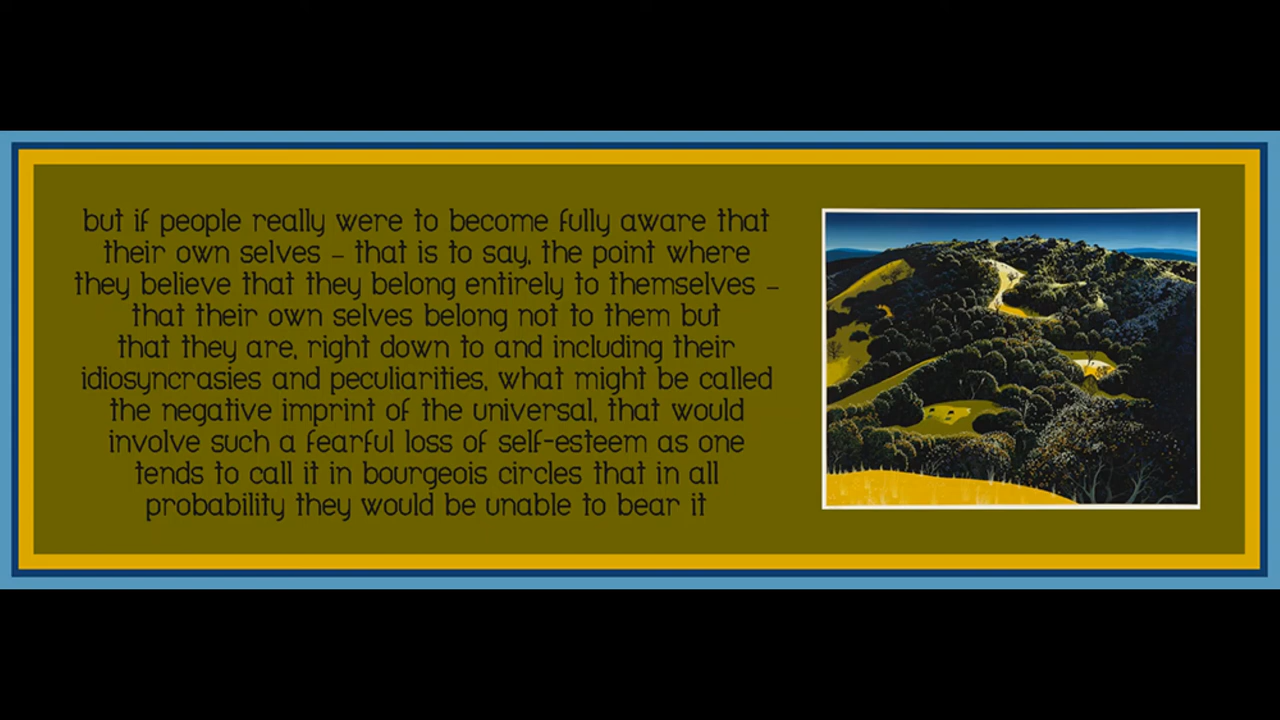 but if people really were to become fully aware that
their own selves – that is to say, the point where
they believe that they belong entirely to themselves –
that their own selves belong not to them but
that they are, right down to and including their
idiosyncrasies and peculiarities, what might be called
the negative imprint of the universal, that would
involve such a fearful loss of self-esteem as one
tends to call it in bourgeois circles that in all
probability they would be unable to bear it